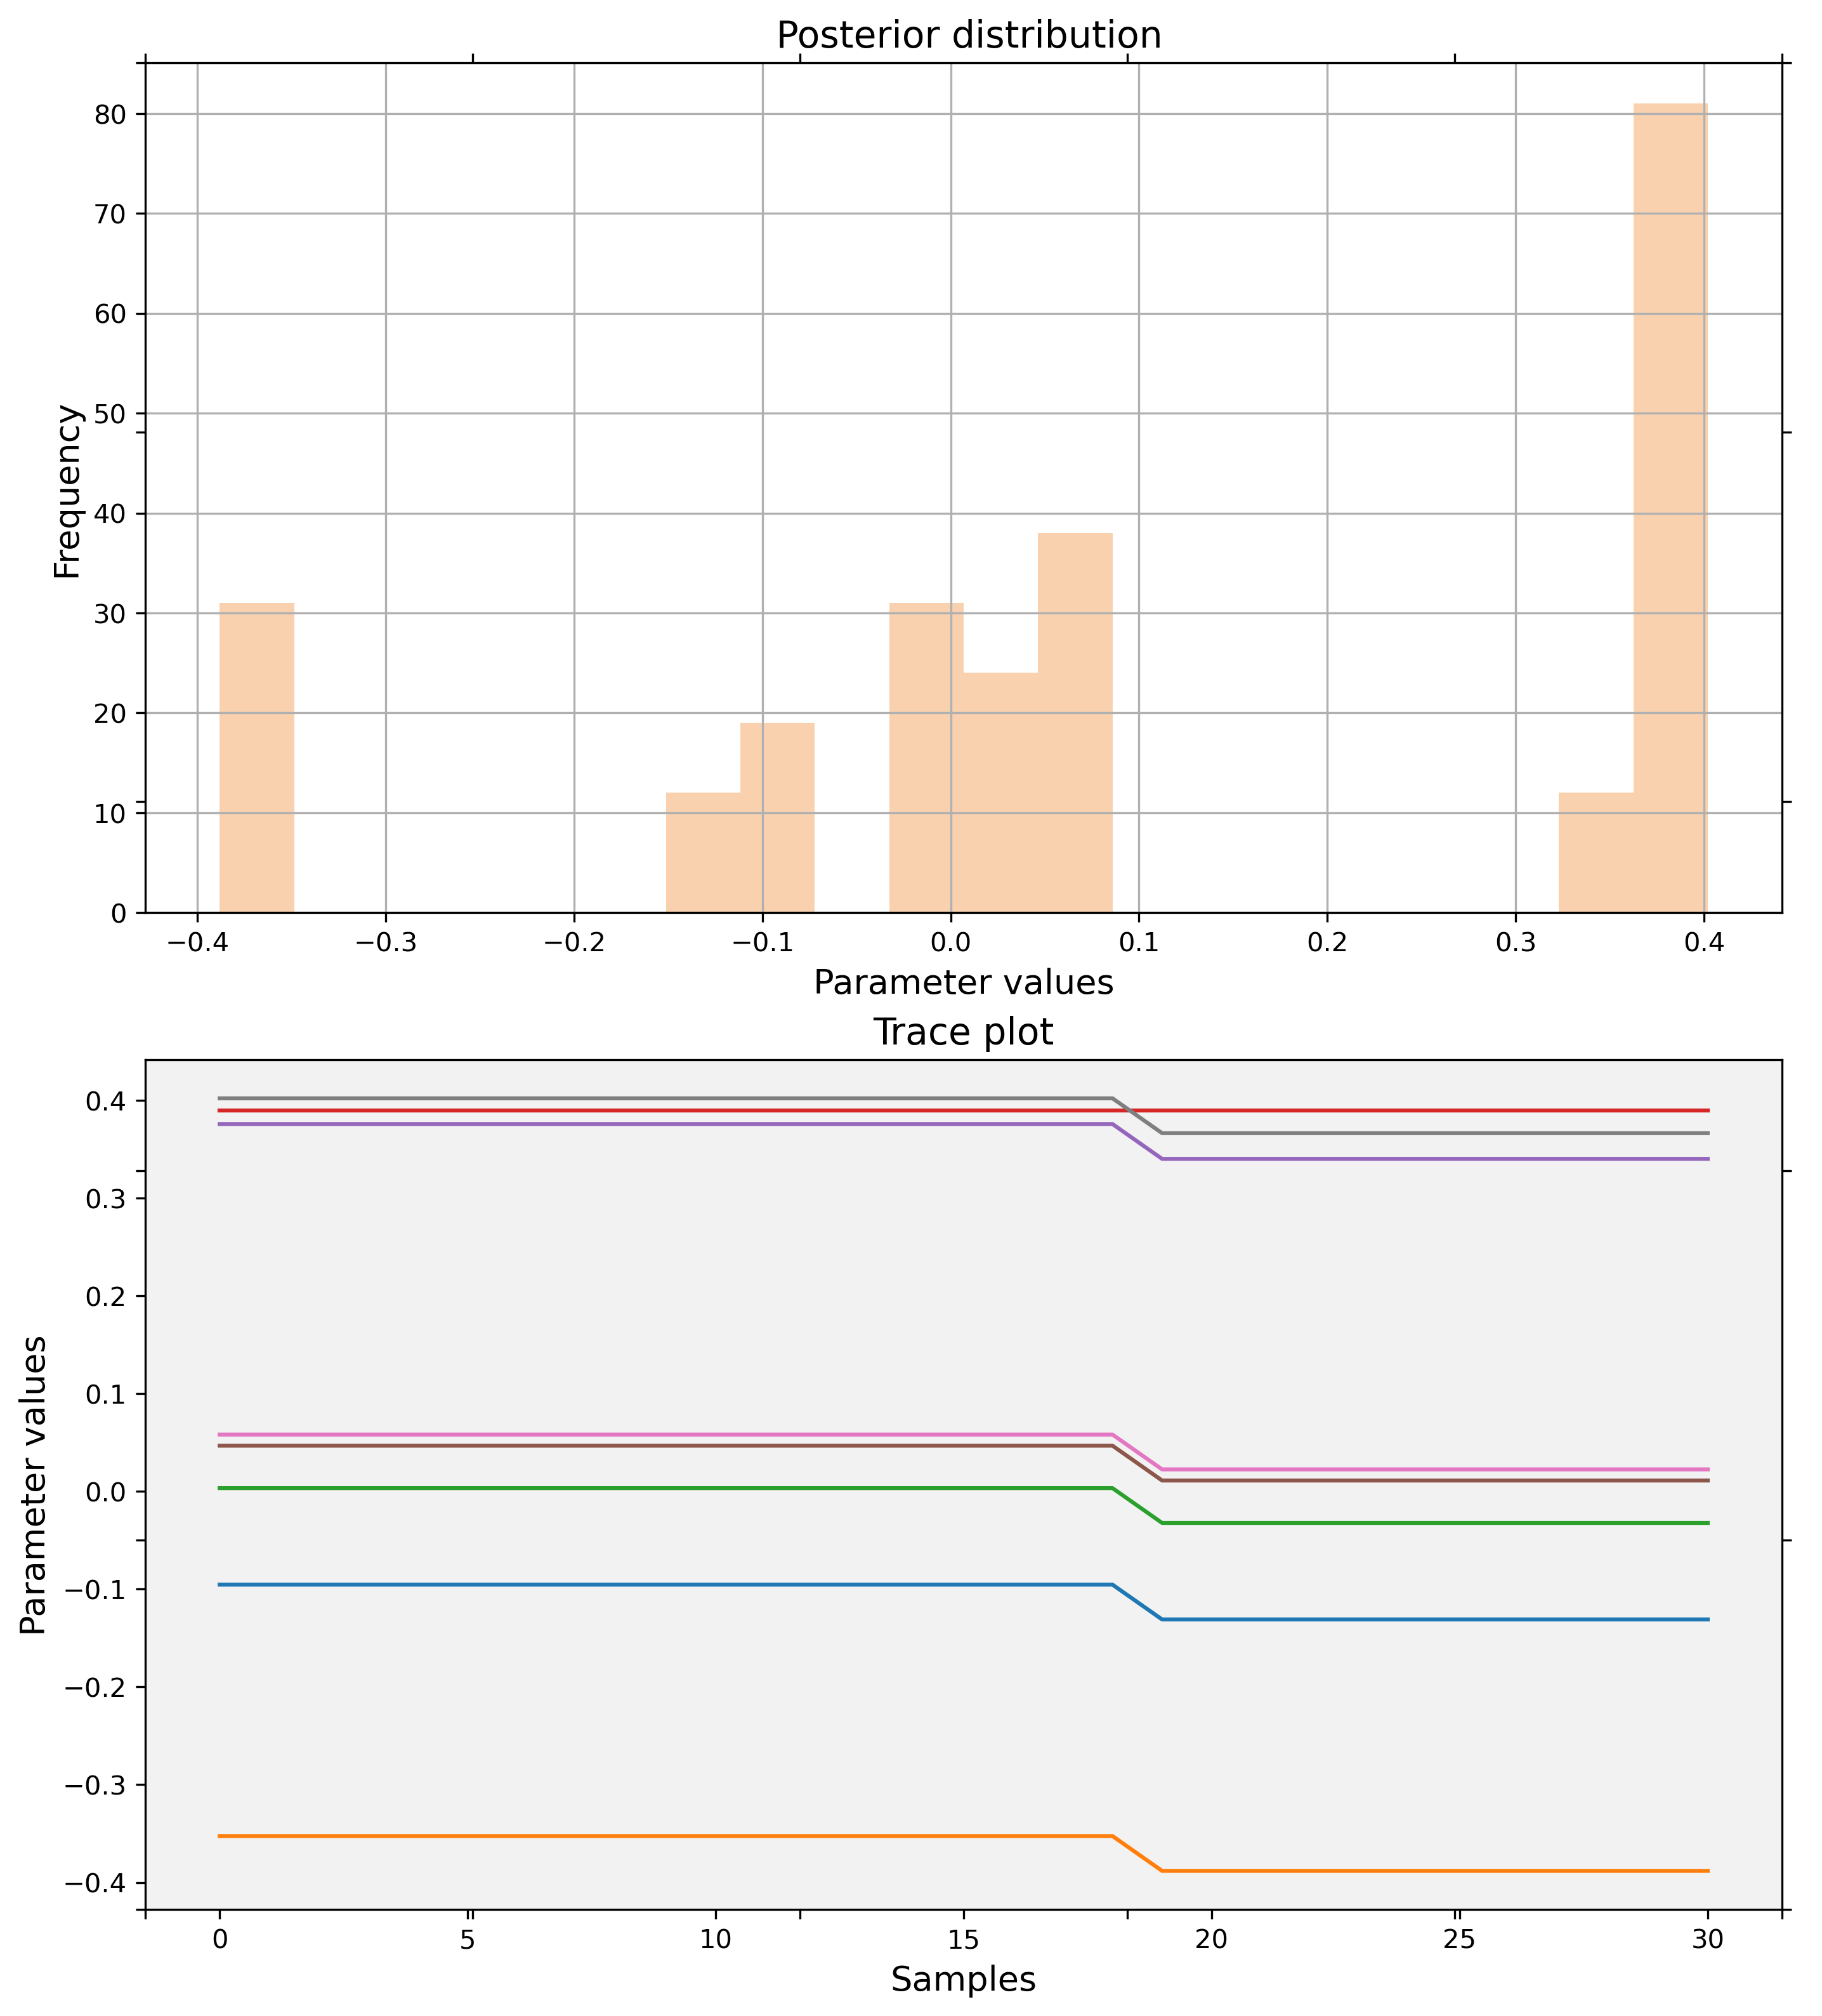 Posterior distribution
80
70
60
50
40
30
20
10
0
Frequency
−0.4 −0.3 −0.2 −0.1 0.0 0.1 0.2 0.3 0.4
Parameter values
Trace plot
0.4
0.3
0.2
0.1
0.0
−0.1
−0.2
−0.3
−0.4
Parameter values
0 5 10 15 20 25 30
Samples